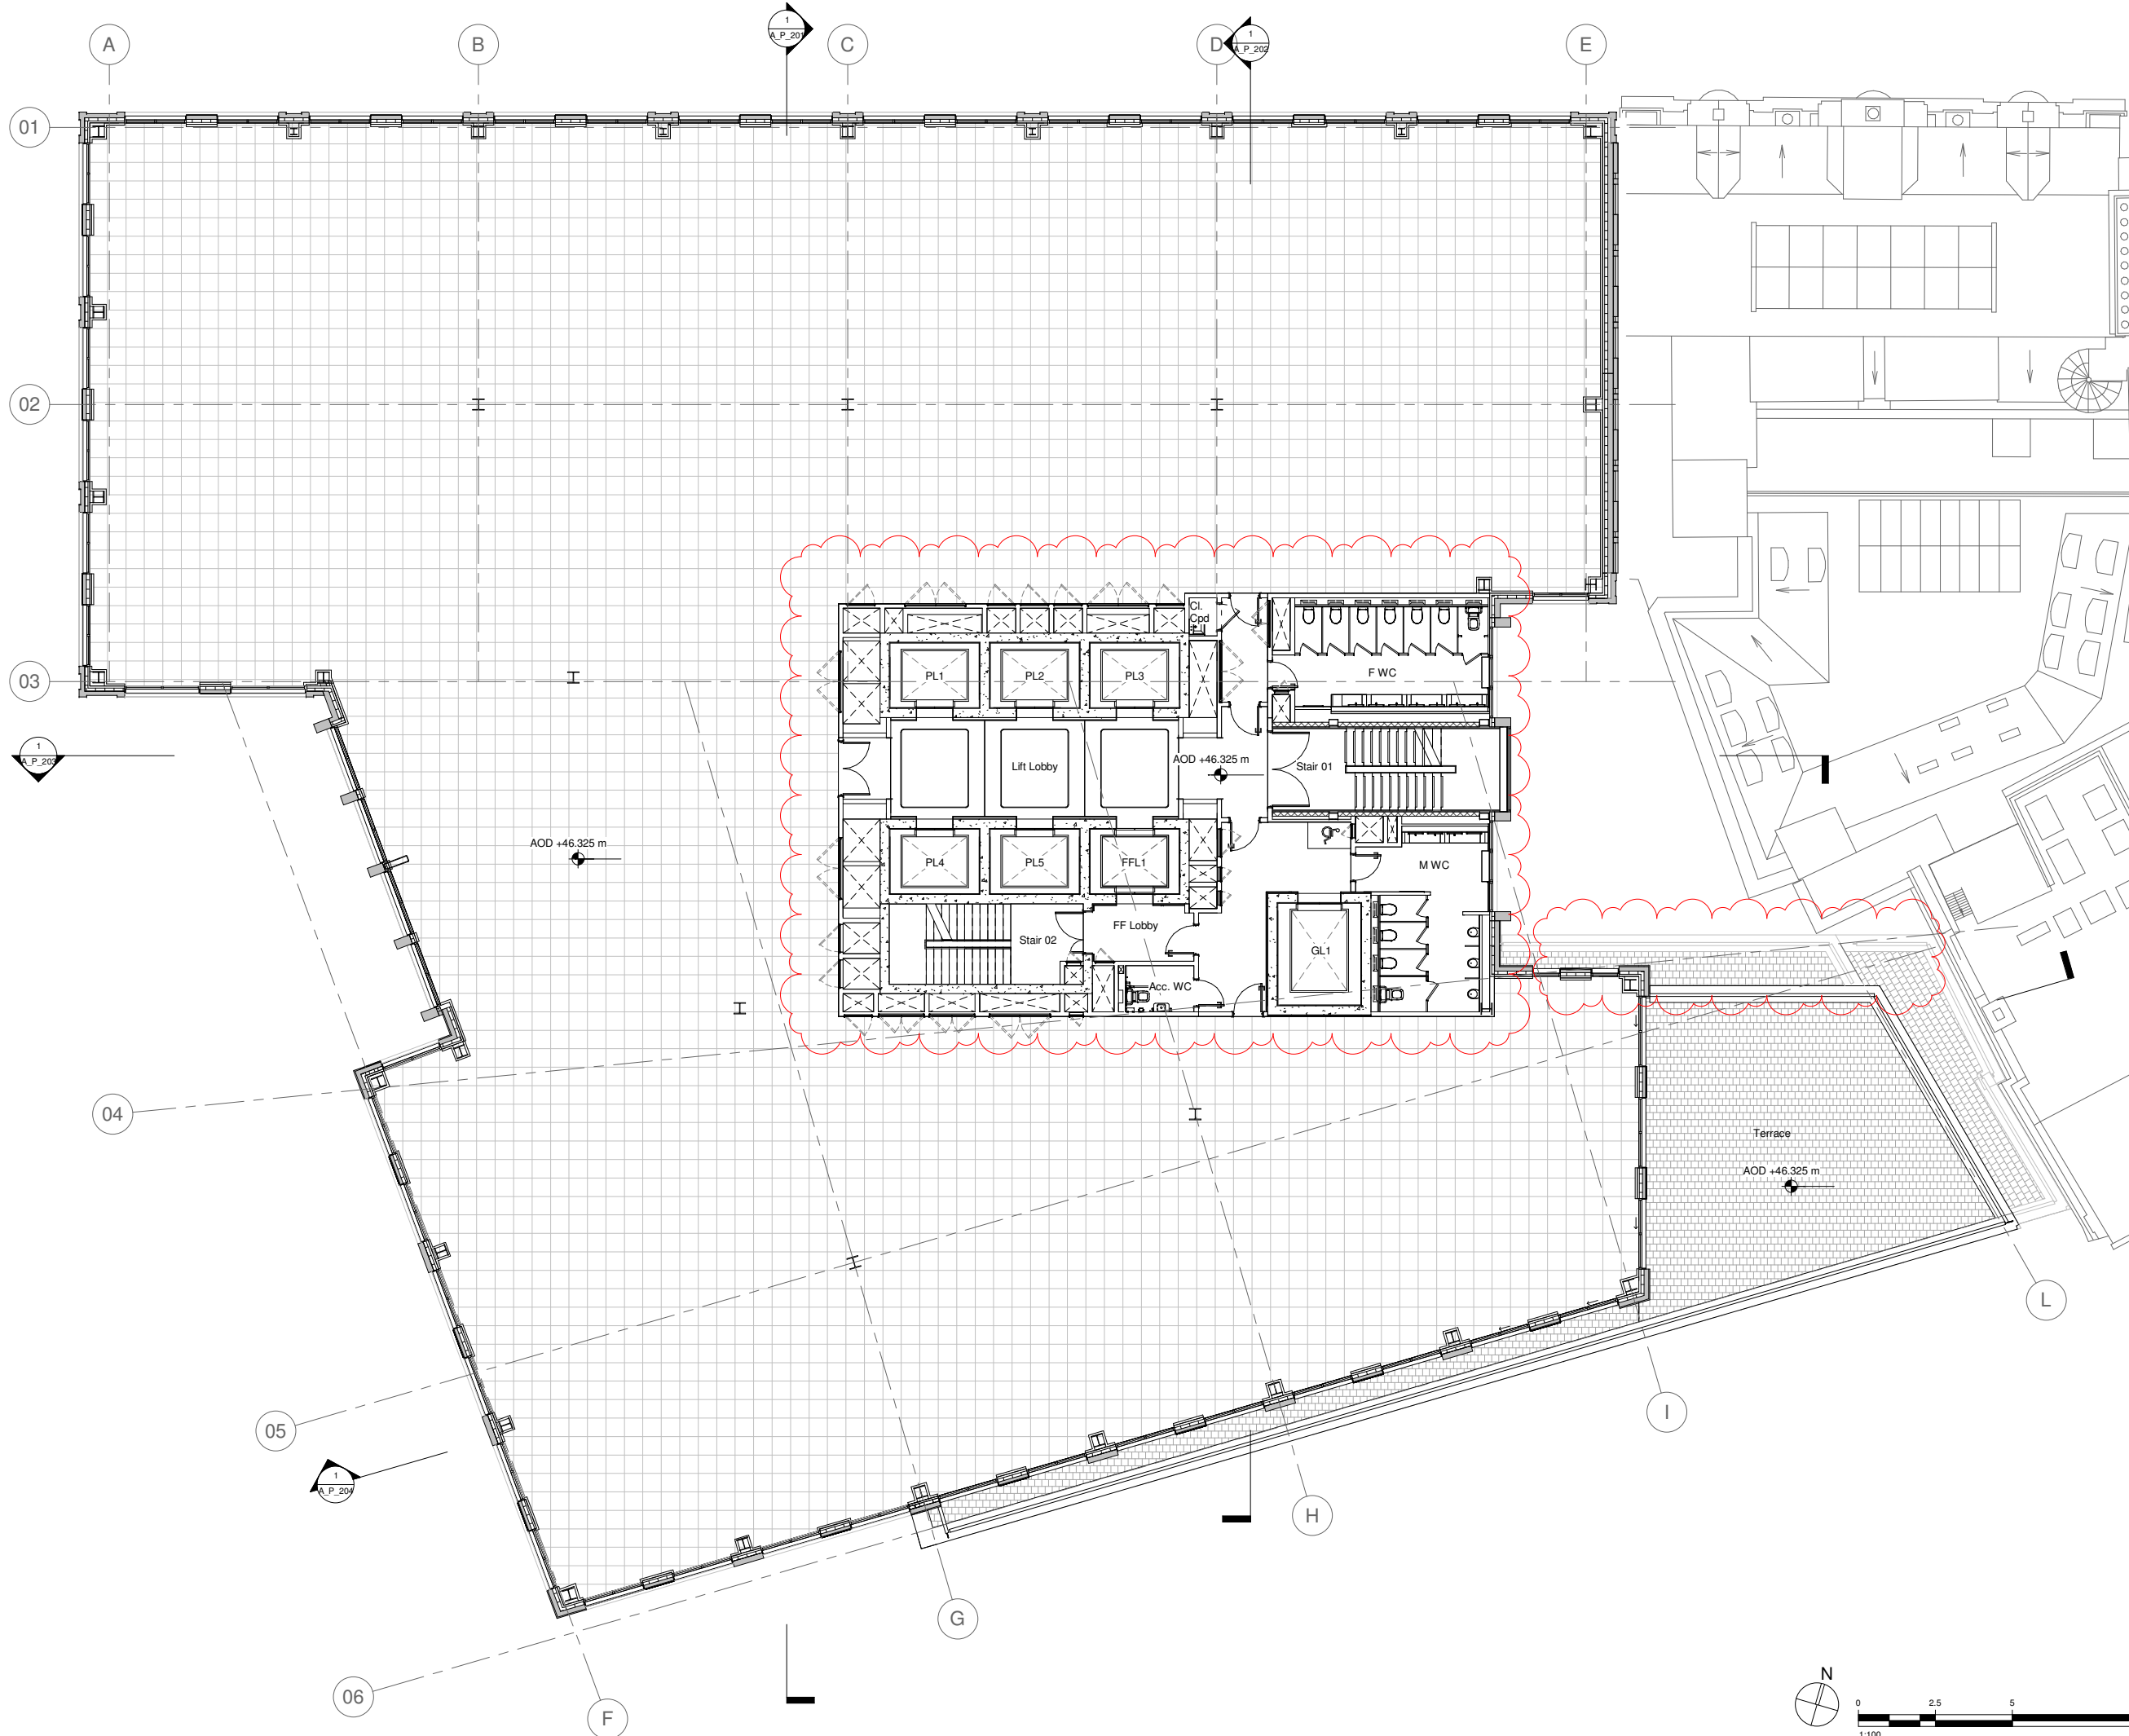 A
B
1
A_P_201
C
D
1
A_P_202
E
01
02
03
Cl.
Cpd
PL1
PL2
PL3
F WC
1
A_P_203
Lift Lobby
AOD +46.325 m
Stair 01
AOD +46.325 m
PL4
PL5
FFL1
M WC
FF Lobby
Stair 02
GL1
Acc. WC
04
Terrace
AOD +46.325 m
L
I
05
1
A_P_204
H
G
06
F
N
0
2.5
5
1:100